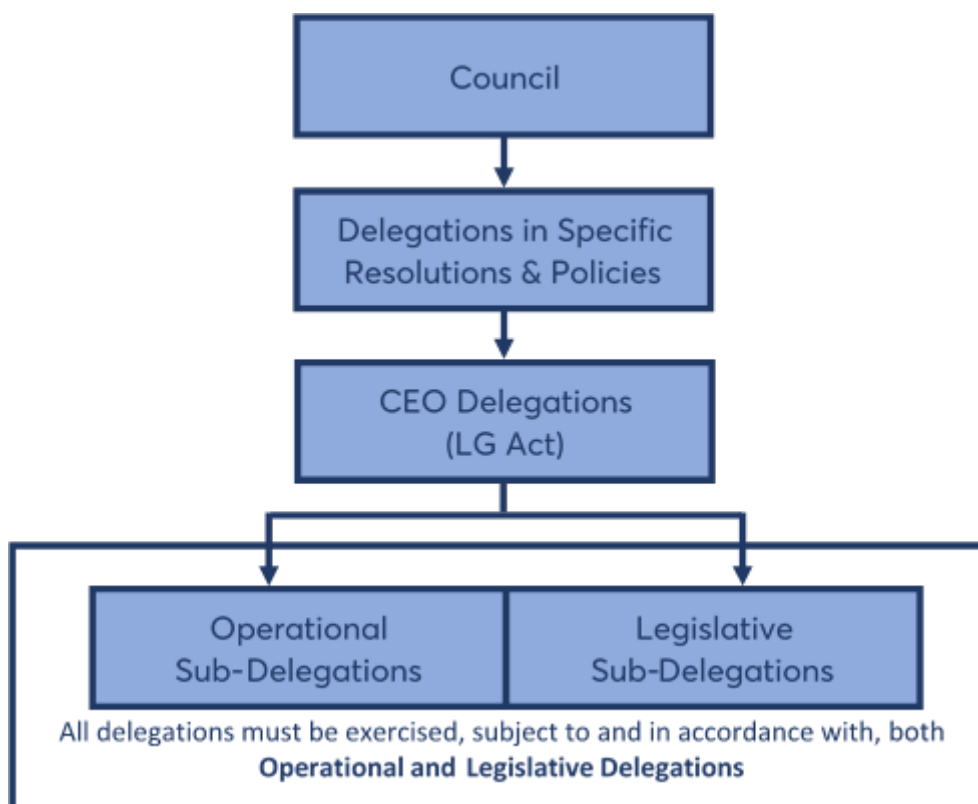 Council
Delegations in Specific
Resolutions & Policies
CEO Delegations
(LG Act)
Operational
Sub-Delegations
Legislative
Sub-Delegations
All delegations must be exercised, subject to and in accordance with, both
Operational and Legislative Delegations